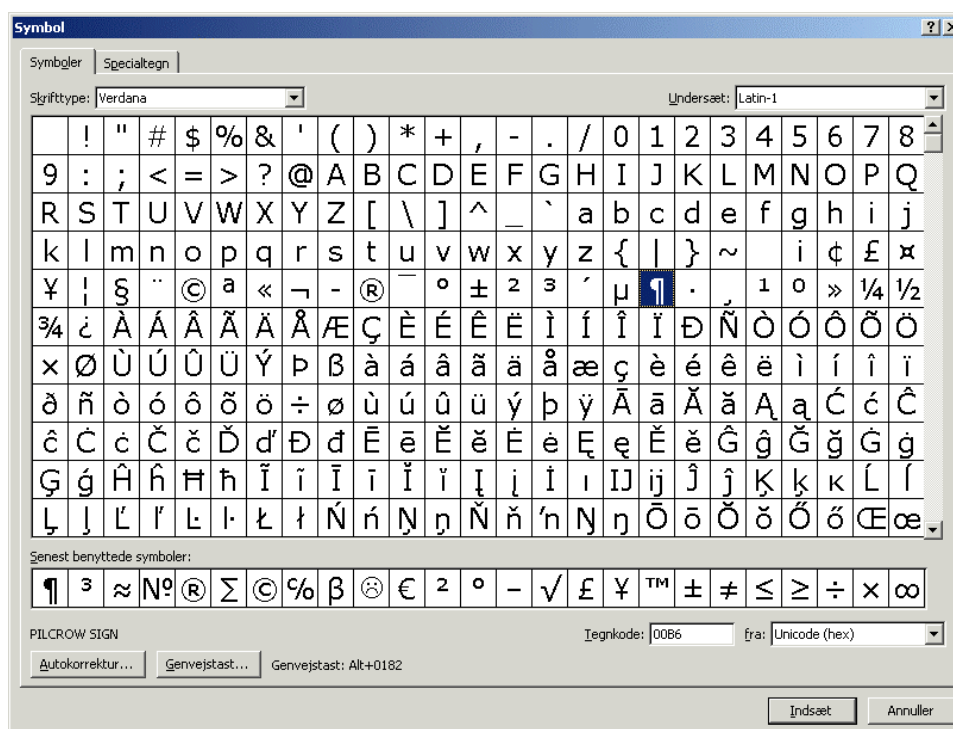 Symbol
Symboler Specialtegn
Skrifttype: Verdana Undersæt: Latin-1
! " # $ % & ' ( ) * + , - . / 0 1 2 3 4 5 6 7 8
9 : ; < = > ? @ A B C D E F G H I J K L M N O P Q
R S T U V W X Y Z [ \ ] ^ _ ` a b c d e f g h i j
k l m n o p q r s t u v w x y z { | } ~ ¡ ¢ £ ¤
¥ ¦ § ¨ © ª « ¬ - ® ¯ ° ± ² ³ ´ µ ¶ · ¸ ¹ º » ¼ ½
¾ ¿ À Á Â Ã Ä Å Æ Ç È É Ê Ë Ì Í Î Ï Ð Ñ Ò Ó Ô Õ Ö
× Ø Ù Ú Û Ü Ý Þ ß à á â ã ä å æ ç è é ê ë ì í î ï
ð ñ ò ó ô õ ö ÷ ø ù ú û ü ý þ ÿ Ā ā Ă ă Ą ą Ć ć Ĉ
ĉ Ċ ċ Č č Ď ď Đ đ Ē ē Ĕ ĕ Ė ė Ę ę Ě ě Ĝ ĝ Ğ ğ Ġ ġ
Ģ ģ Ĥ ĥ Ħ ħ Ĩ ĩ Ī ī Ĭ ĭ Į į İ ı Ĳ ĳ Ĵ ĵ Ķ ķ ĸ Ĺ ĺ
Ļ ļ Ľ ľ Ŀ ŀ Ł ł Ń ń Ņ ņ Ň ň ŉ Ŋ ŋ Ō ō Ŏ ŏ Ő ő Œ œ
Senest benyttede symboler:
¶ ³ ≈ № ® ∑ © ℅ β ☹ € ² ° – √ £ ¥ ™ ± ≠ ≤ ≥ ÷ × ∞
PILCROW SIGN Tegnkode: 00B6 fra: Unicode (hex)
Autokorrektur... Genvejstast... Genvejstast: Alt+0182
Indsæt Annuller